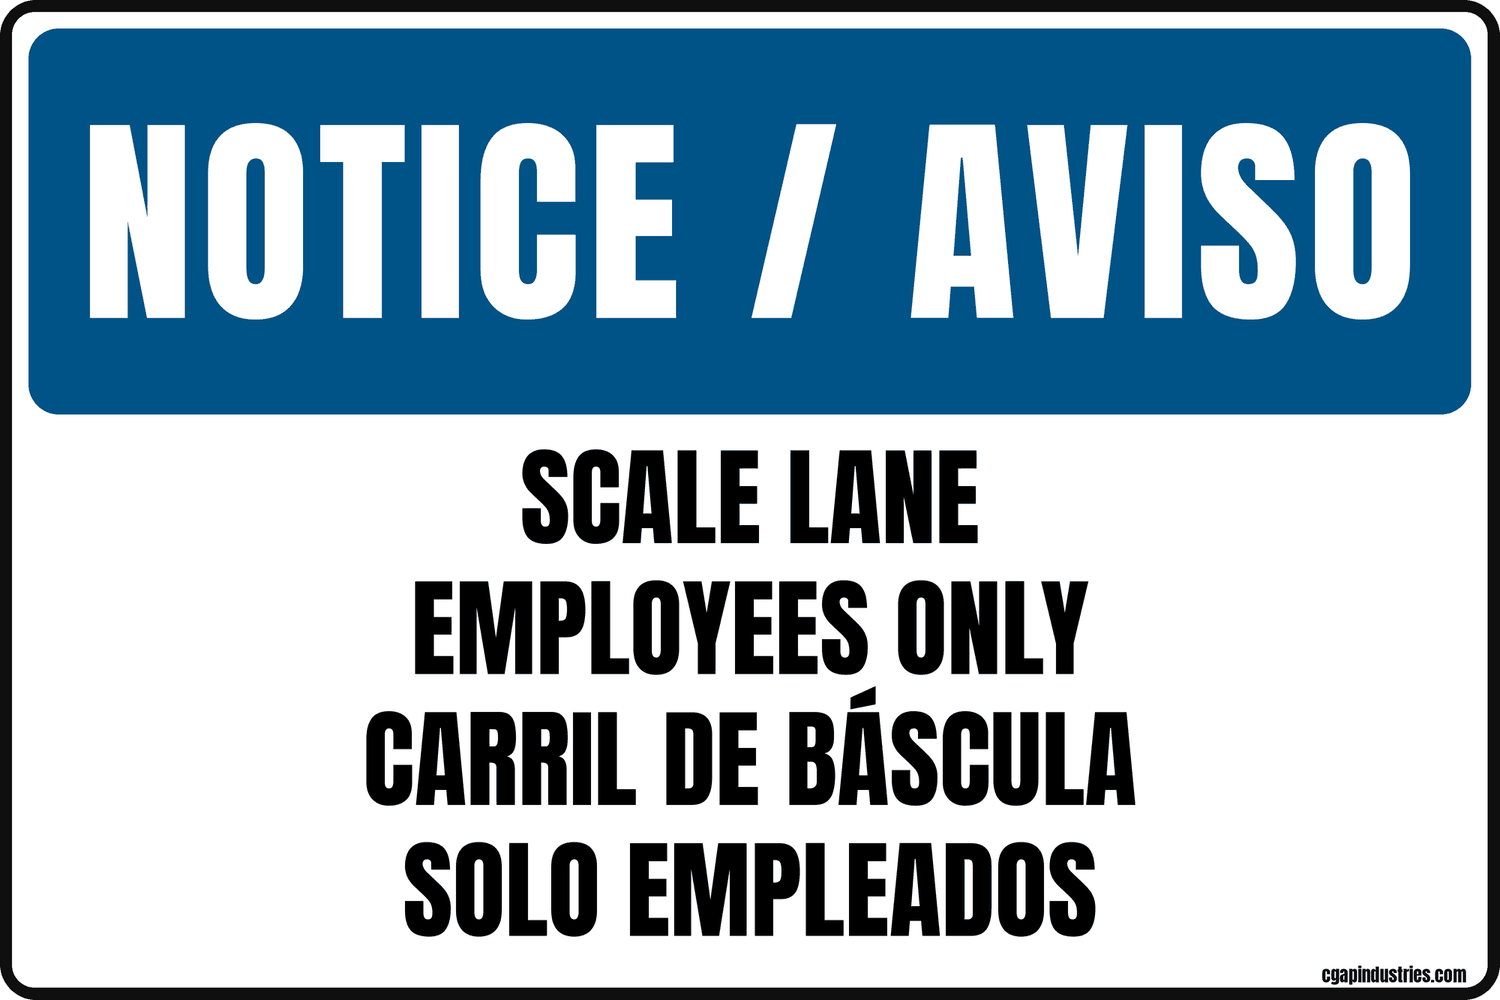 NOTICE / AVISO
SCALE LANE
EMPLOYEES ONLY
CARRIL DE BÁSCULA
SOLO EMPLEADOS
cgapindustries.com